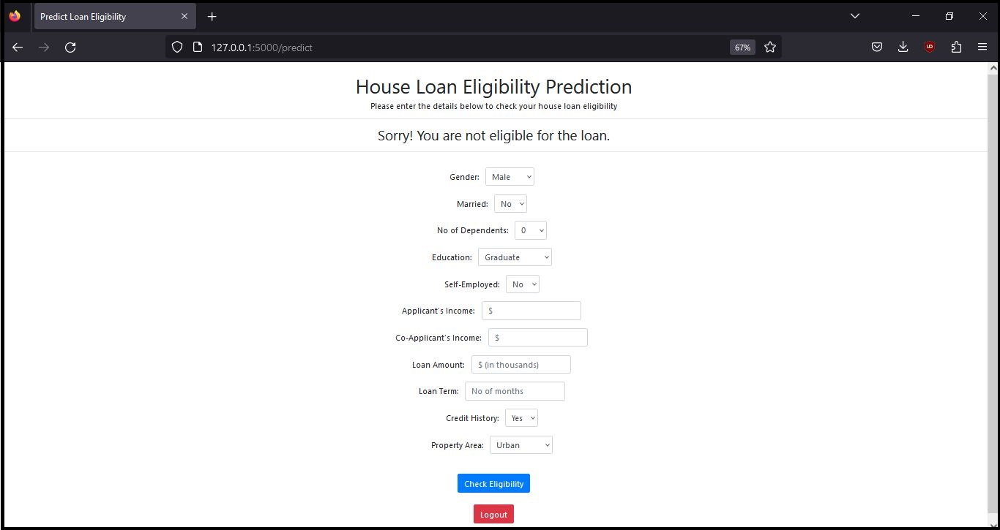 Predict Loan Eligibility
127.0.0.1:5000/predict 67%
House Loan Eligibility Prediction
Please enter the details below to check your house loan eligibility
Sorry! You are not eligible for the loan.
Gender: Male
Married: No
No of Dependents: 0
Education: Graduate
Self-Employed: No
Applicant's Income: $
Co-Applicant's Income: $
Loan Amount: $ (in thousands)
Loan Term: No of months
Credit History: Yes
Property Area: Urban
Check Eligibility
Logout